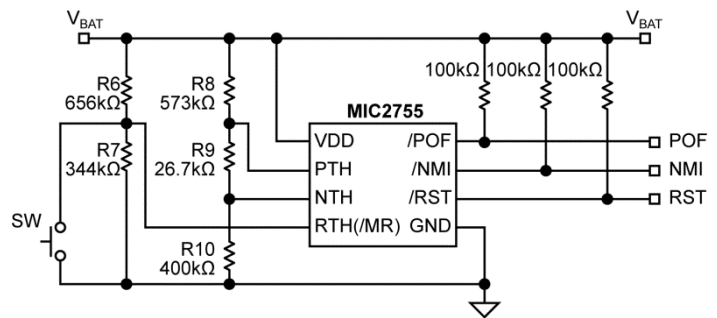 VBAT VBAT
R6
656kΩ
R8
573kΩ
100kΩ 100kΩ 100kΩ
MIC2755
VDD /POF POF
R7
344kΩ
R9
26.7kΩ
PTH /NMI NMI
NTH /RST RST
SW
RTH(/MR) GND
R10
400kΩ